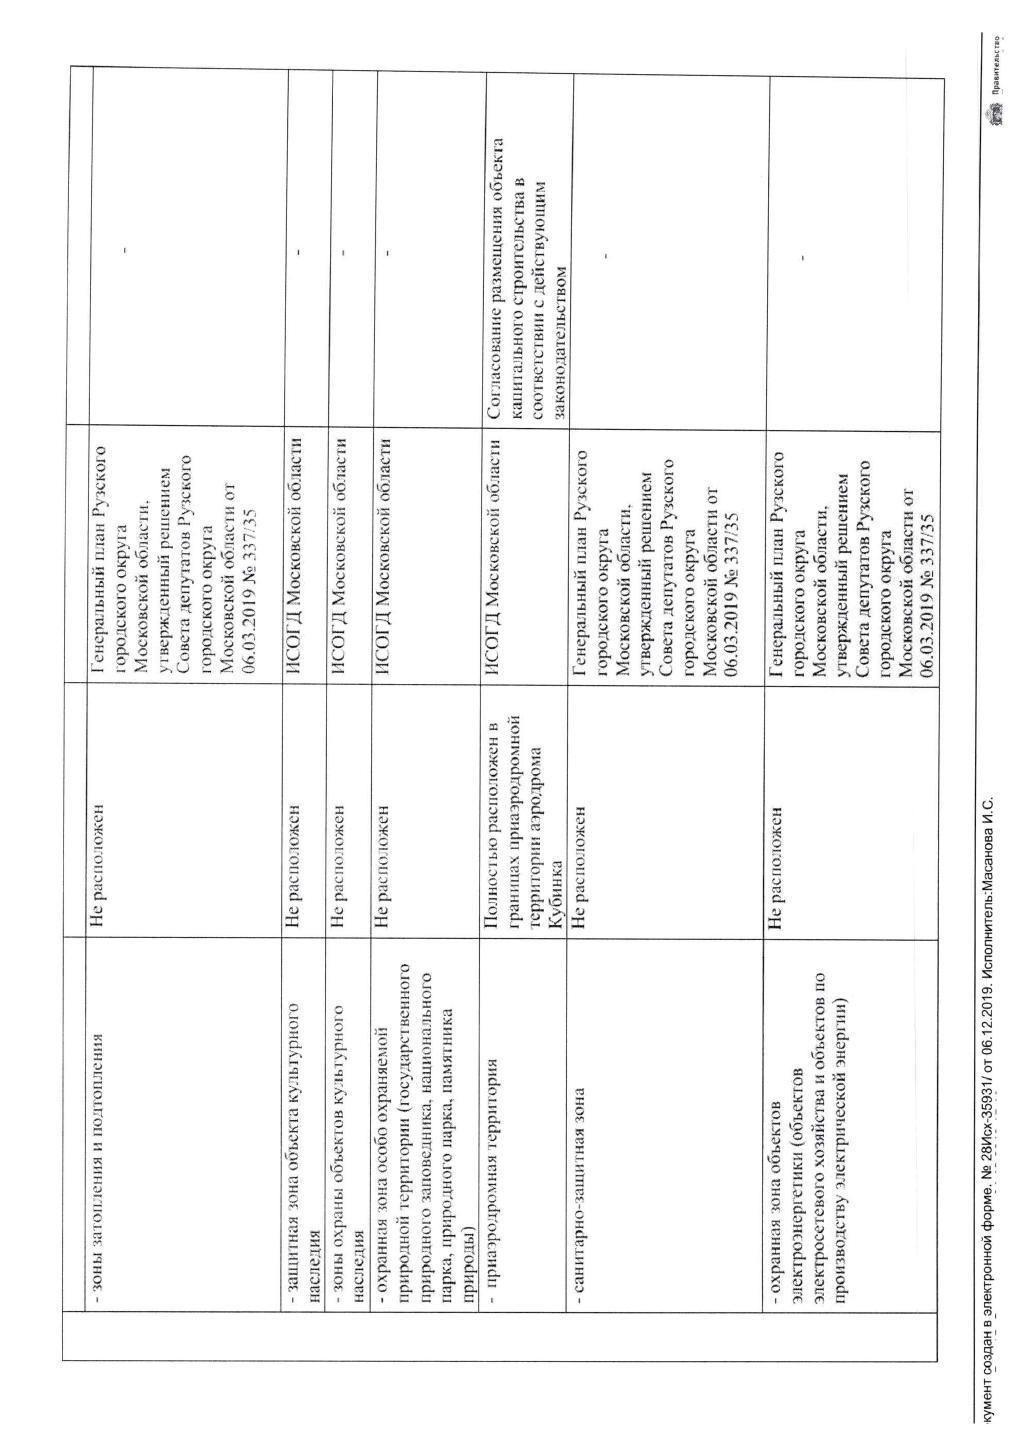 - зоны затопления и подтопления
Не расположен
Генеральный план Рузского
городского округа
Московской области,
утвержденный решением
Совета депутатов Рузского
городского округа
Московской области от
06.03.2019 № 337/35
-
- защитная зона объекта культурного
наследия
Не расположен
ИСОГД Московской области
-
- зоны охраны объектов культурного
наследия
Не расположен
ИСОГД Московской области
-
- охранная зона особо охраняемой
природной территории (государственного
природного заповедника, национального
парка, природного парка, памятника
природы)
Не расположен
ИСОГД Московской области
-
- приаэродромная территория
Полностью расположен в
границах приаэродромной
территории аэродрома
Кубинка
ИСОГД Московской области
Согласование размещения объекта
капитального строительства в
соответствии с действующим
законодательством
- санитарно-защитная зона
Не расположен
Генеральный план Рузского
городского округа
Московской области,
утвержденный решением
Совета депутатов Рузского
городского округа
Московской области от
06.03.2019 № 337/35
-
- охранная зона объектов
электроэнергетики (объектов
электросетевого хозяйства и объектов по
производству электрической энергии)
Не расположен
Генеральный план Рузского
городского округа
Московской области,
утвержденный решением
Совета депутатов Рузского
городского округа
Московской области от
06.03.2019 № 337/35
-
кумент создан в электронной форме. № 28Исх-35931/ от 06.12.2019. Исполнитель:Масанова И.С.
Правительство